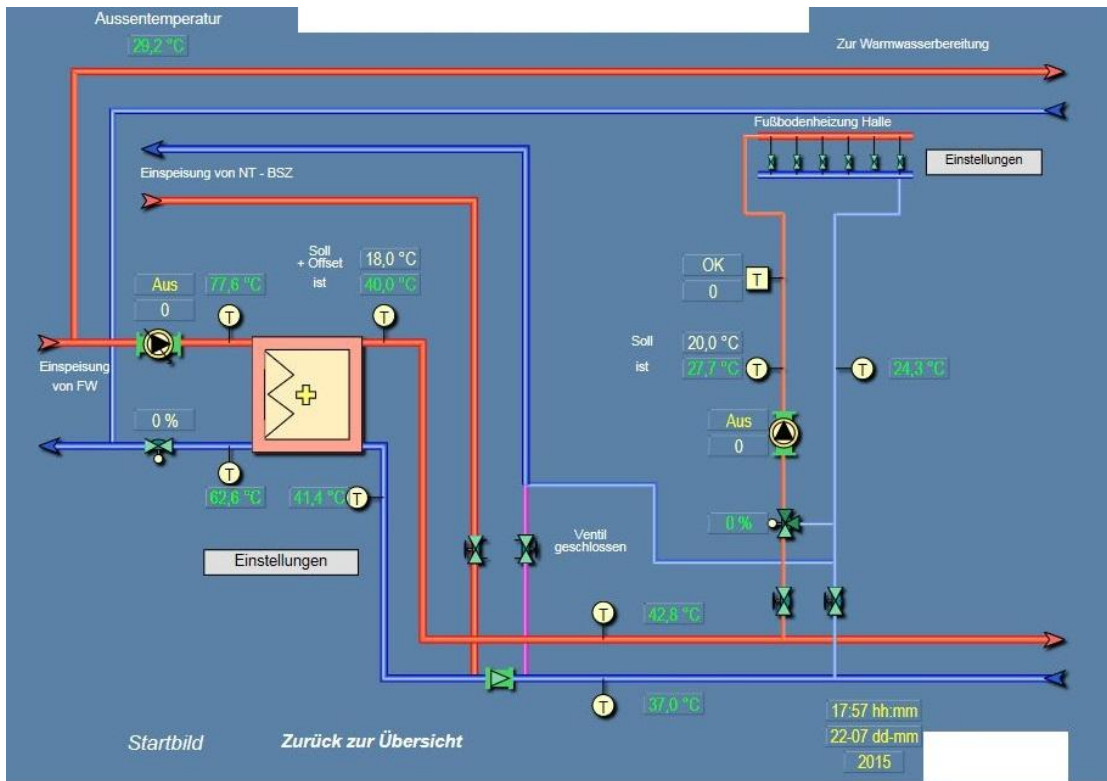 Aussentemperatur
29,2 °C
Zur Warmwasserbereitung
Fußbodenheizung Halle
Einstellungen
Einspeisung von NT - BSZ
Soll
+ Offset
18,0 °C
ist
40,0 °C
Aus
0
77,6 °C
T
T
OK
0
T
Einspeisung
von FW
Soll
20,0 °C
ist
27,7 °C
T
T
24,3 °C
0 %
Aus
0
T
62,6 °C
41,4 °C
T
0 %
Ventil
geschlossen
Einstellungen
T
42,8 °C
T
37,0 °C
17:57 hh:mm
22-07 dd-mm
2015
Startbild
Zurück zur Übersicht